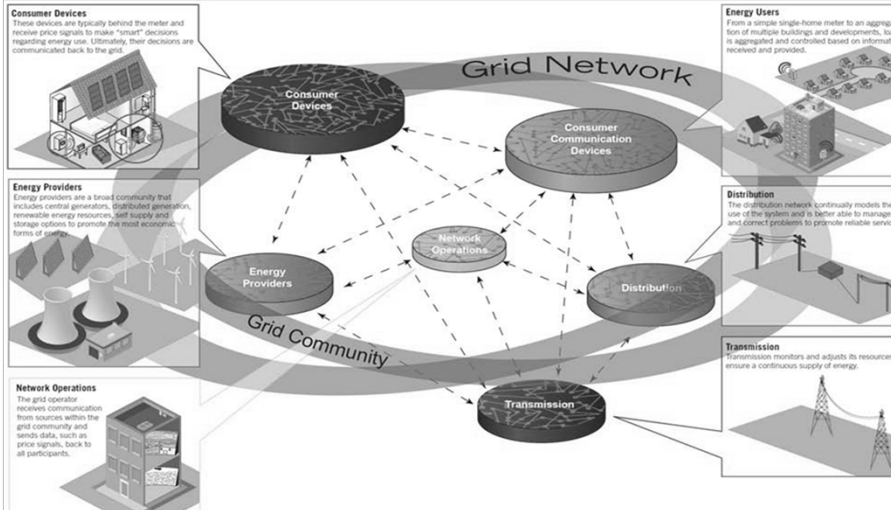 Consumer Devices
These devices are typically behind the meter and
receive price signals to make “smart” decisions
regarding energy use. Ultimately, their decisions are
communicated back to the grid.
Energy Users
From a simple single-home meter to an aggrega
tion of multiple buildings and developments, loa
is aggregated and controlled based on informat
received and provided.
Grid Network
Consumer
Devices
Consumer
Communication
Devices
Energy Providers
Energy providers are a broad community that
includes central generators, distributed generation,
renewable energy resources, self supply and
storage options to promote the most economic
forms of energy.
Distribution
The distribution network continually models the
use of the system and is better able to manage
and correct problems to promote reliable servic
Network
Operations
Energy
Providers
Distribution
Grid Community
Transmission
Transmission monitors and adjusts its resources
ensure a continuous supply of energy.
Network Operations
The grid operator
receives communication
from sources within the
grid community and
sends data, such as
price signals, back to
all participants.
Transmission